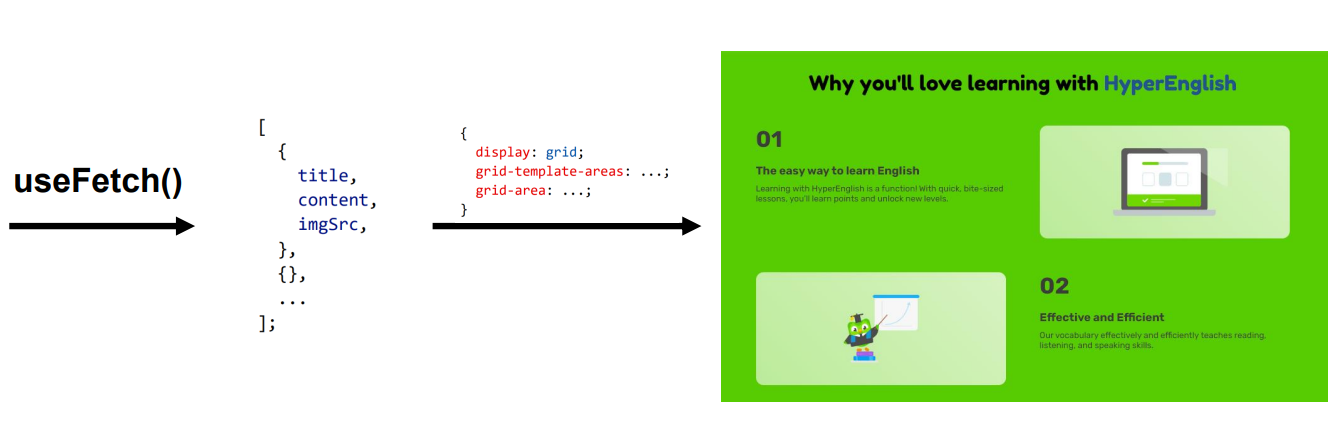 useFetch()
[
{
title,
content,
imgSrc,
},
{},
...
];
{
display: grid;
grid-template-areas: ...;
grid-area: ...;
}
Why you'll love learning with HyperEnglish
01
The easy way to learn English
Learning with HyperEnglish is a function! With quick, bite-sized
lessons, you'll learn points and unlock new levels.
02
Effective and Efficient
Our vocabulary effectively and efficiently teaches reading,
listening, and speaking skills.